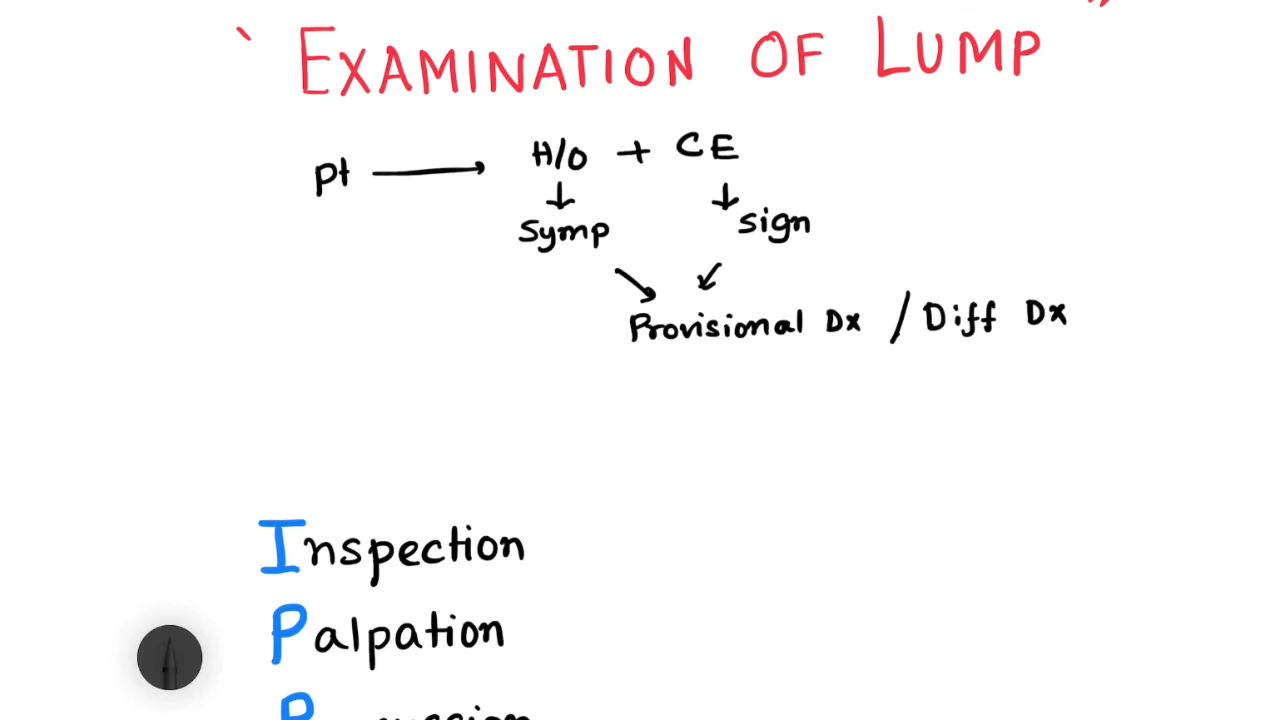 ` EXAMINATION OF LUMP "
Pt → H/O + CE
↓ ↓
Symp sign
↘ ↙
Provisional Dx / Diff Dx
Inspection
Palpation